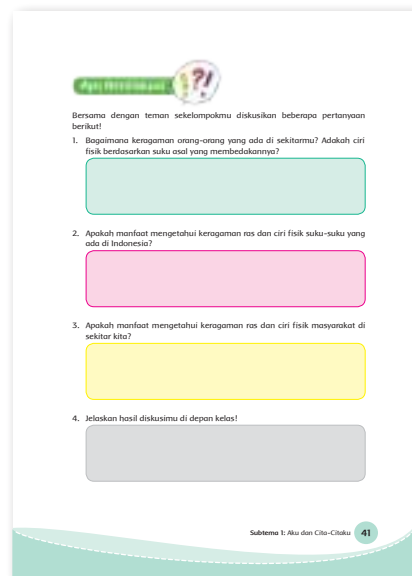 Ayo Berdiskusi
?!
Bersama dengan teman sekelompokmu diskusikan beberapa pertanyaan
berikut!
1. Bagaimana keragaman orang-orang yang ada di sekitarmu? Adakah ciri
fisik berdasarkan suku asal yang membedakannya?
2. Apakah manfaat mengetahui keragaman ras dan ciri fisik suku-suku yang
ada di Indonesia?
3. Apakah manfaat mengetahui keragaman ras dan ciri fisik masyarakat di
sekitar kita?
4. Jelaskan hasil diskusimu di depan kelas!
Subtema 1: Aku dan Cita-Citaku 41